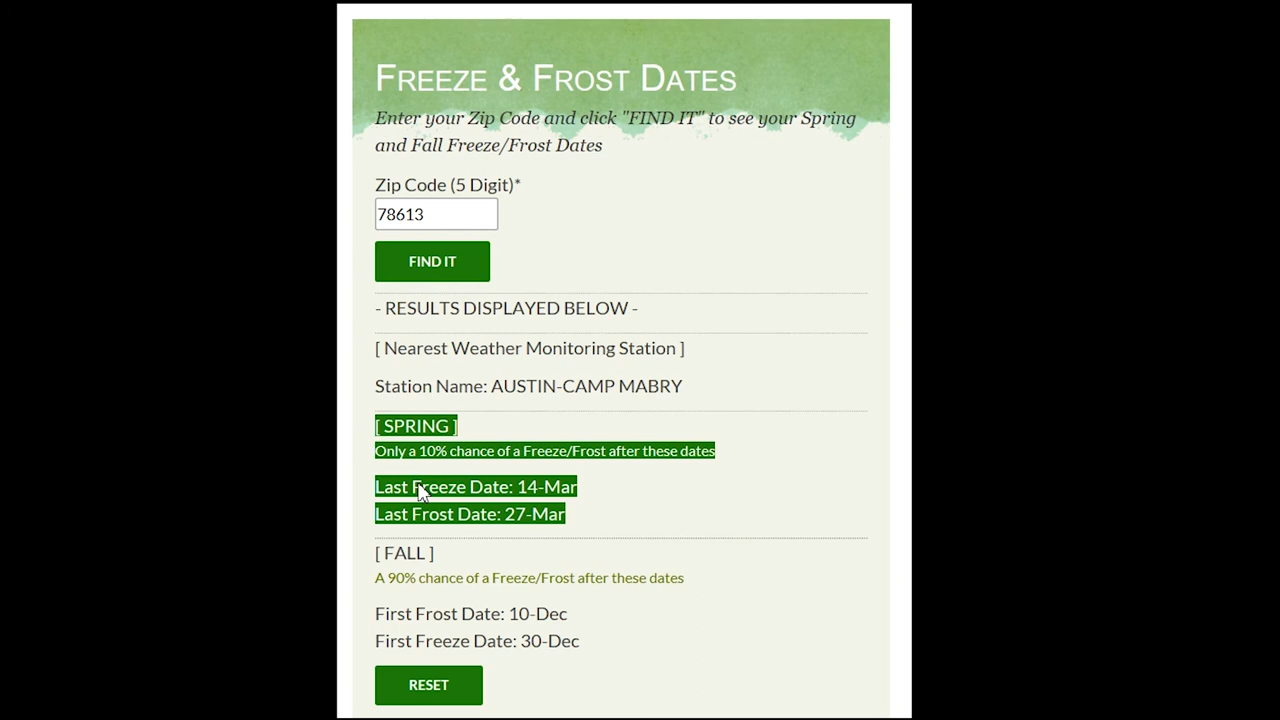 Freeze & Frost Dates
Enter your Zip Code and click "FIND IT" to see your Spring
and Fall Freeze/Frost Dates
Zip Code (5 Digit)*
78613
FIND IT
- RESULTS DISPLAYED BELOW -
[ Nearest Weather Monitoring Station ]
Station Name: AUSTIN-CAMP MABRY
[ SPRING ]
Only a 10% chance of a Freeze/Frost after these dates
Last Freeze Date: 14-Mar
Last Frost Date: 27-Mar
[ FALL ]
A 90% chance of a Freeze/Frost after these dates
First Frost Date: 10-Dec
First Freeze Date: 30-Dec
RESET